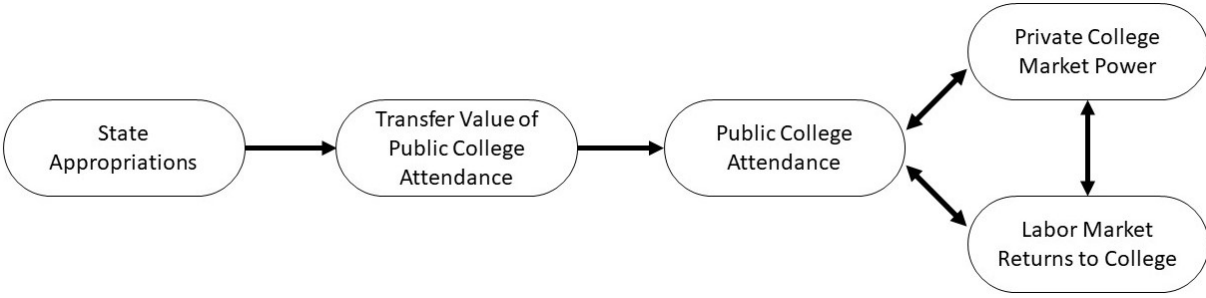 State
Appropriations
Transfer Value of
Public College
Attendance
Public College
Attendance
Private College
Market Power
Labor Market
Returns to College